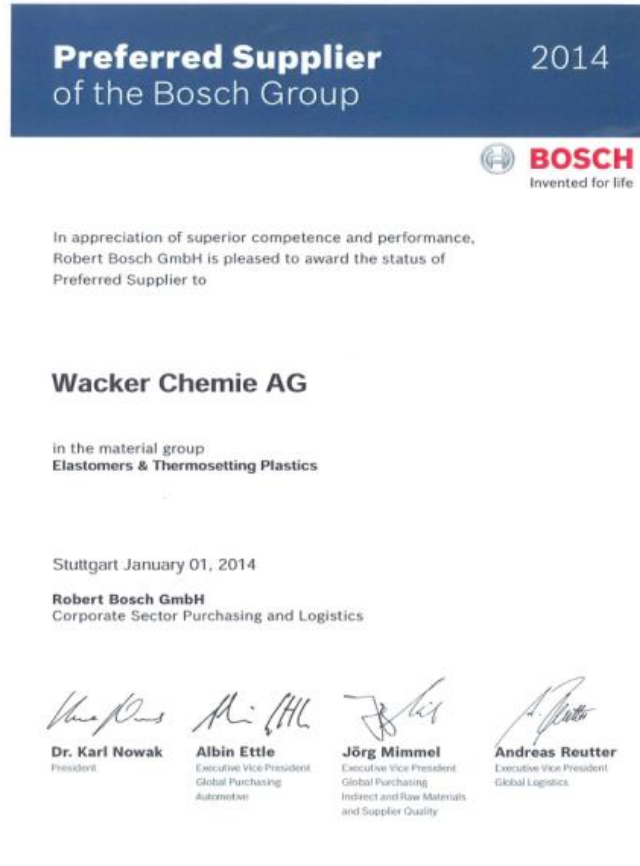 Preferred Supplier 2014
of the Bosch Group
BOSCH
Invented for life
In appreciation of superior competence and performance,
Robert Bosch GmbH is pleased to award the status of
Preferred Supplier to
Wacker Chemie AG
in the material group
Elastomers & Thermosetting Plastics
Stuttgart January 01, 2014
Robert Bosch GmbH
Corporate Sector Purchasing and Logistics
Dr. Karl Nowak
President
Albin Ettle
Executive Vice President
Global Purchasing
Automotive
Jörg Mimmel
Executive Vice President
Global Purchasing
Indirect and Raw Materials
and Supplier Quality
Andreas Reutter
Executive Vice President
Global Logistics